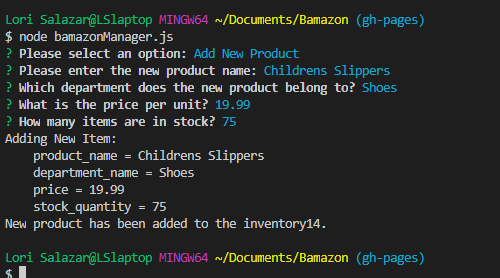 Lori Salazar@LSlaptop MINGW64 ~/Documents/Bamazon (gh-pages)
$ node bamazonManager.js
? Please select an option: Add New Product
? Please enter the new product name: Childrens Slippers
? Which department does the new product belong to? Shoes
? What is the price per unit? 19.99
? How many items are in stock? 75
Adding New Item:
    product_name = Childrens Slippers
    department_name = Shoes
    price = 19.99
    stock_quantity = 75
New product has been added to the inventory14.

Lori Salazar@LSlaptop MINGW64 ~/Documents/Bamazon (gh-pages)
$